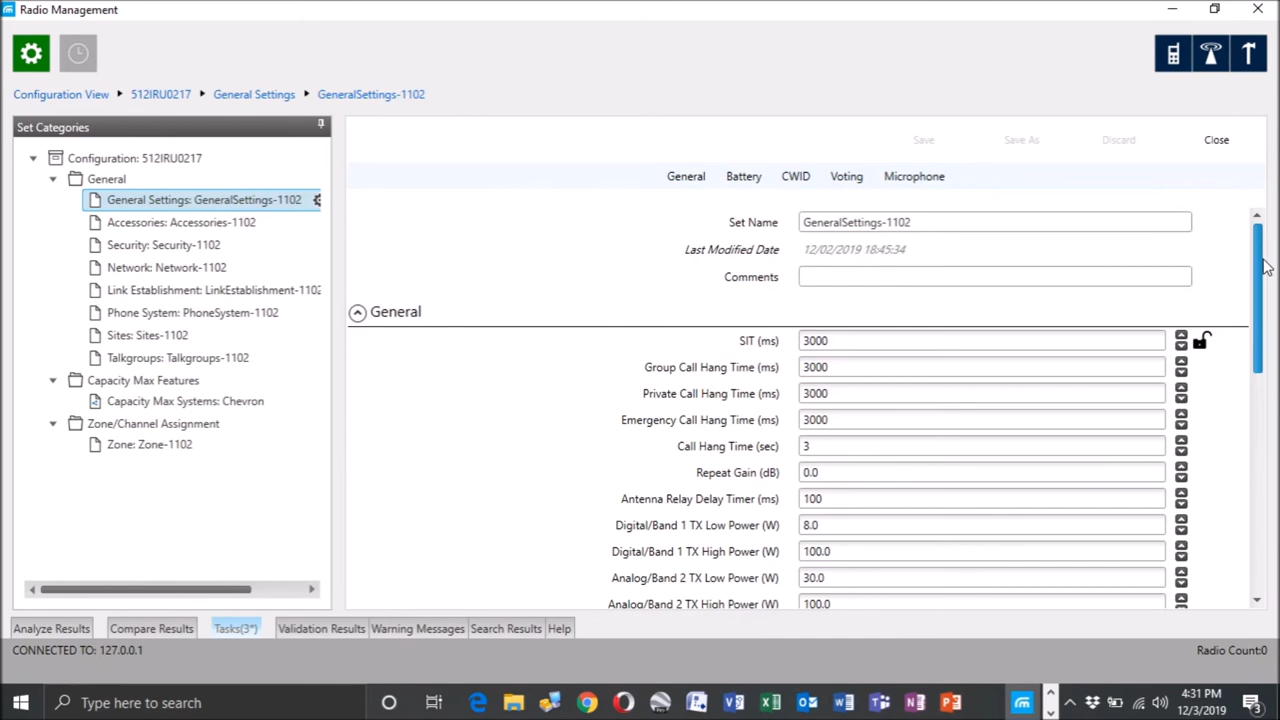 Radio Management
Configuration View
512IRU0217
General Settings
GeneralSettings-1102
Set Categories
Configuration: 512IRU0217
General
General Settings: GeneralSettings-1102
Accessories: Accessories-1102
Security: Security-1102
Network: Network-1102
Link Establishment: LinkEstablishment-1102
Phone System: PhoneSystem-1102
Sites: Sites-1102
Talkgroups: Talkgroups-1102
Capacity Max Features
Capacity Max Systems: Chevron
Zone/Channel Assignment
Zone: Zone-1102
Save Save As Discard Close
General Battery CWID Voting Microphone
Set Name GeneralSettings-1102
Last Modified Date 12/02/2019 18:45:34
Comments
General
SIT (ms) 3000
Group Call Hang Time (ms) 3000
Private Call Hang Time (ms) 3000
Emergency Call Hang Time (ms) 3000
Call Hang Time (sec) 3
Repeat Gain (dB) 0.0
Antenna Relay Delay Timer (ms) 100
Digital/Band 1 TX Low Power (W) 8.0
Digital/Band 1 TX High Power (W) 100.0
Analog/Band 2 TX Low Power (W) 30.0
Analog/Band 2 TX High Power (W) 100.0
Analyze Results Compare Results Tasks(3*) Validation Results Warning Messages Search Results Help
CONNECTED TO: 127.0.0.1 Radio Count:0
Type here to search
4:31 PM
12/3/2019
3